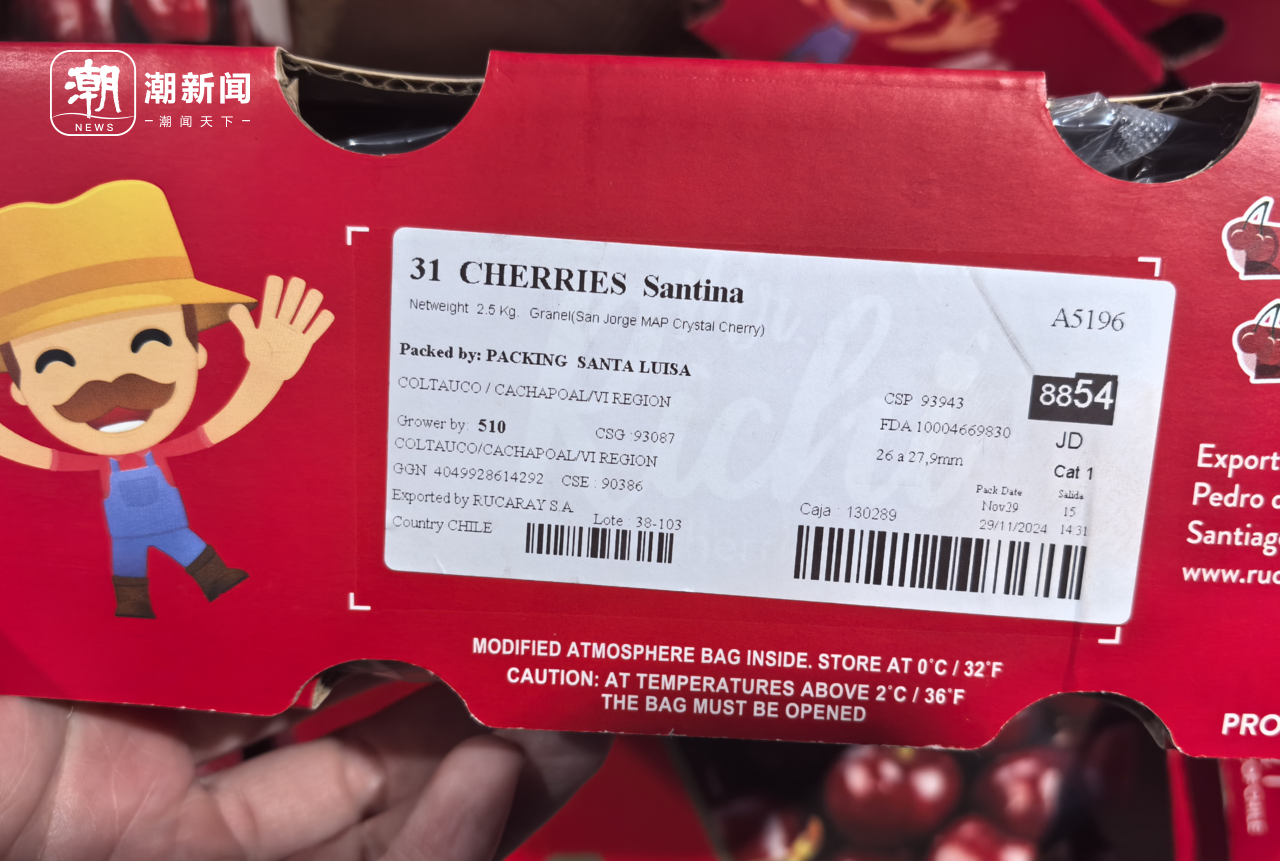 潮 潮新闻
NEWS
潮闻天下
31 CHERRIES Santina
Netweight 2.5 Kg. Granel(San Jorge MAP Crystal Cherry)
A5196
Packed by: PACKING SANTA LUISA
COLTAUCO / CACHAPOAL/VI REGION
CSP 93943
8854
Grower by: 510
CSG :93087
FDA 10004669830
JD
COLTAUCO/CACHAPOAL/VI REGION
26 a 27,9mm
Cat 1
GGN 4049928614292 CSE : 90386
Pack Date Salida
Exported by RUCARAY S.A
Nov29 15
Country CHILE
Lote 38-103
Caja : 130289
29/11/2024 14:31
MODIFIED ATMOSPHERE BAG INSIDE. STORE AT 0°C / 32°F
CAUTION: AT TEMPERATURES ABOVE 2°C / 36°F
THE BAG MUST BE OPENED
Export
Pedro
Santiag
www.ruc
PRO